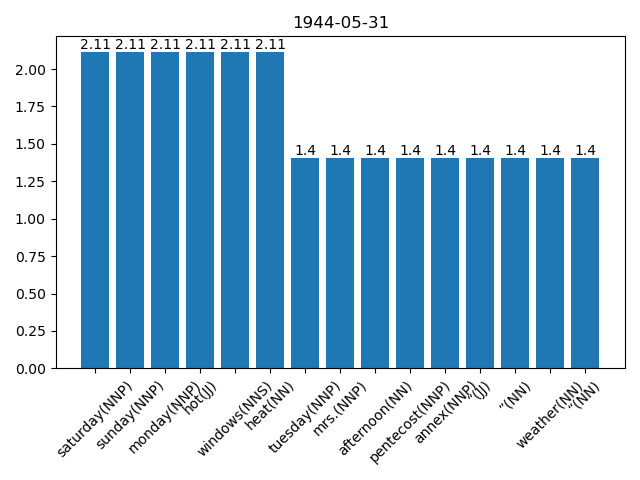 1944-05-31
2.11 2.11 2.11 2.11 2.11 2.11
1.4 1.4 1.4 1.4 1.4 1.4 1.4 1.4 1.4
2.00
1.75
1.50
1.25
1.00
0.75
0.50
0.25
0.00
saturday(NNP)
sunday(NNP)
monday(NNP)
hot(JJ)
windows(NNS)
heat(NN)
tuesday(NNP)
mrs.(NNP)
afternoon(NN)
pentecost(NNP)
annex(NNP)
“(JJ)
”(NN)
weather(NN)
“(NN)